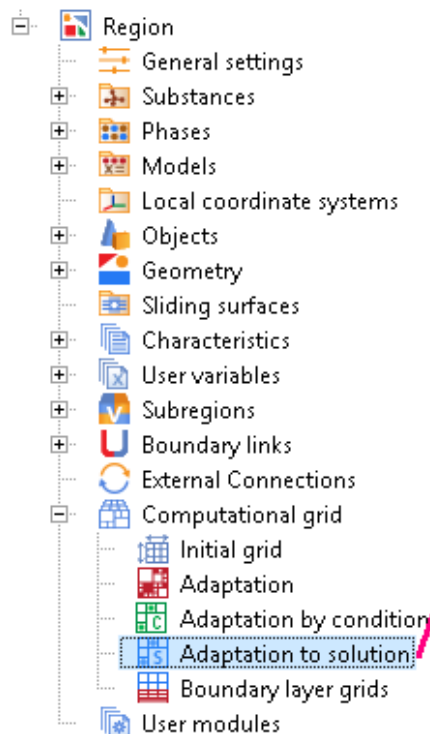 Region
General settings
Substances
Phases
Models
Local coordinate systems
Objects
Geometry
Sliding surfaces
Characteristics
User variables
Subregions
Boundary links
External Connections
Computational grid
Initial grid
Adaptation
Adaptation by condition
Adaptation to solution
Boundary layer grids
User modules